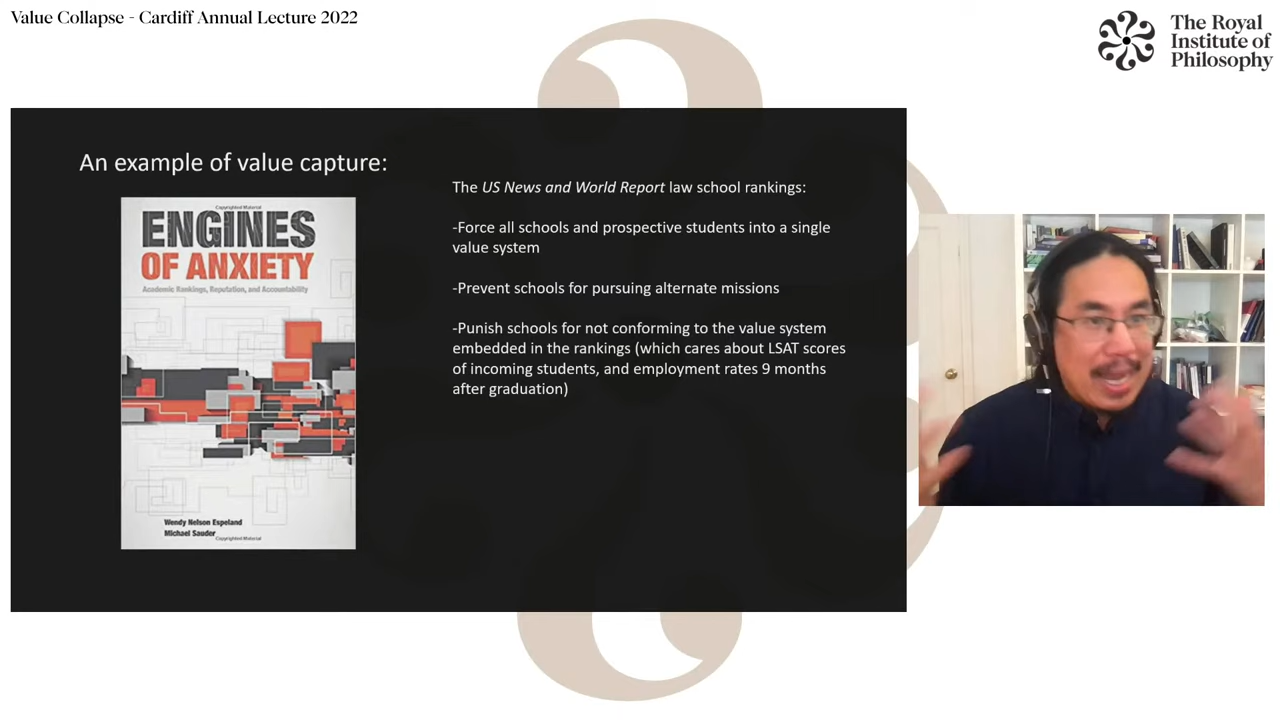 Value Collapse - Cardiff Annual Lecture 2022
The Royal
Institute of
Philosophy
An example of value capture:
Copyrighted Material
ENGINES
OF ANXIETY
Academic Rankings, Reputation, and Accountability
Wendy Nelson Espeland
Michael Sauder
Copyrighted Material
The US News and World Report law school rankings:
-Force all schools and prospective students into a single
value system
-Prevent schools for pursuing alternate missions
-Punish schools for not conforming to the value system
embedded in the rankings (which cares about LSAT scores
of incoming students, and employment rates 9 months
after graduation)